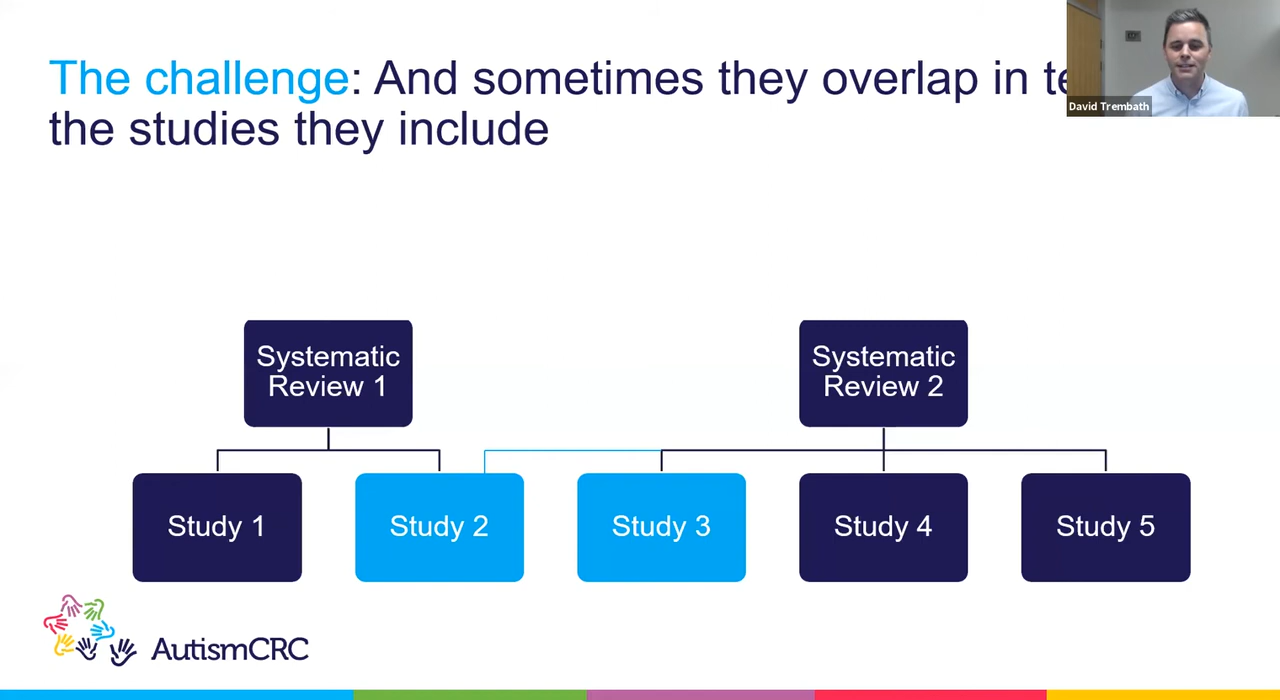 The challenge: And sometimes they overlap in
the studies they include
David Trembath
Systematic
Review 1
Systematic
Review 2
Study 1
Study 2
Study 3
Study 4
Study 5
AutismCRC